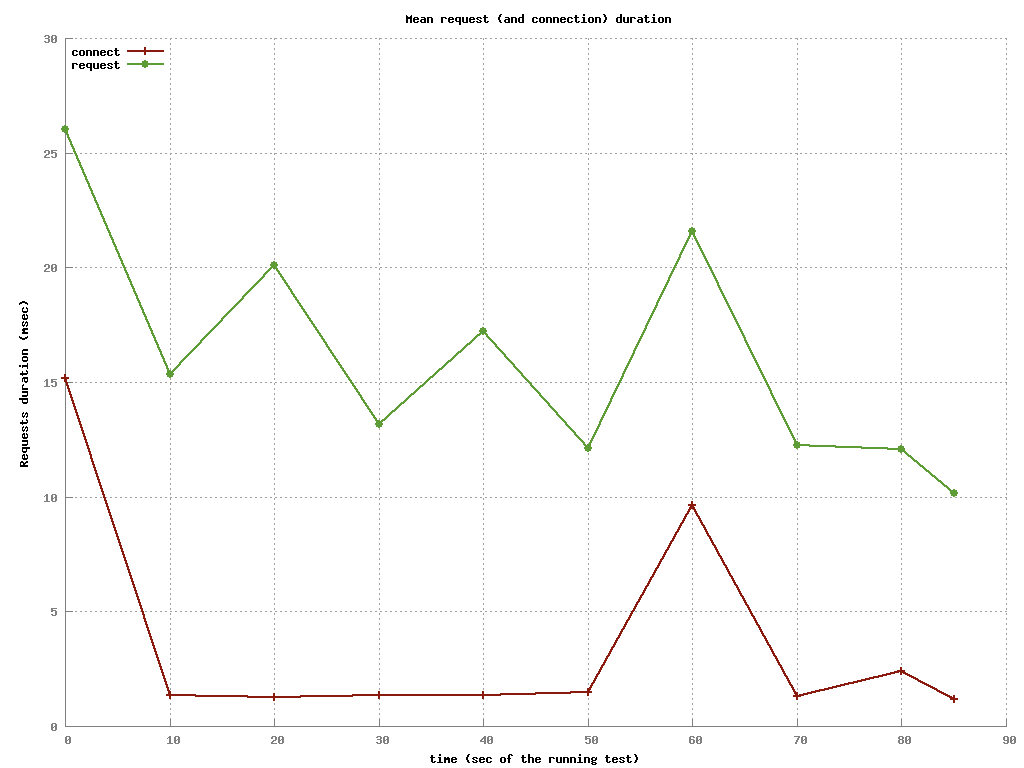 Mean request (and connection) duration
30
connect
request
25
20
15
10
5
0
Requests duration (msec)
0 10 20 30 40 50 60 70 80 90
time (sec of the running test)